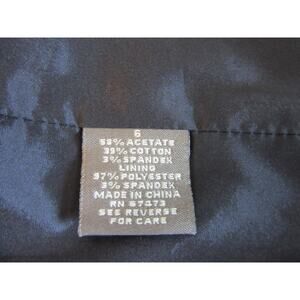 6
58% ACETATE
39% COTTON
3% SPANDEX
LINING
97% POLYESTER
3% SPANDEX
MADE IN CHINA
RN 67473
SEE REVERSE
FOR CARE